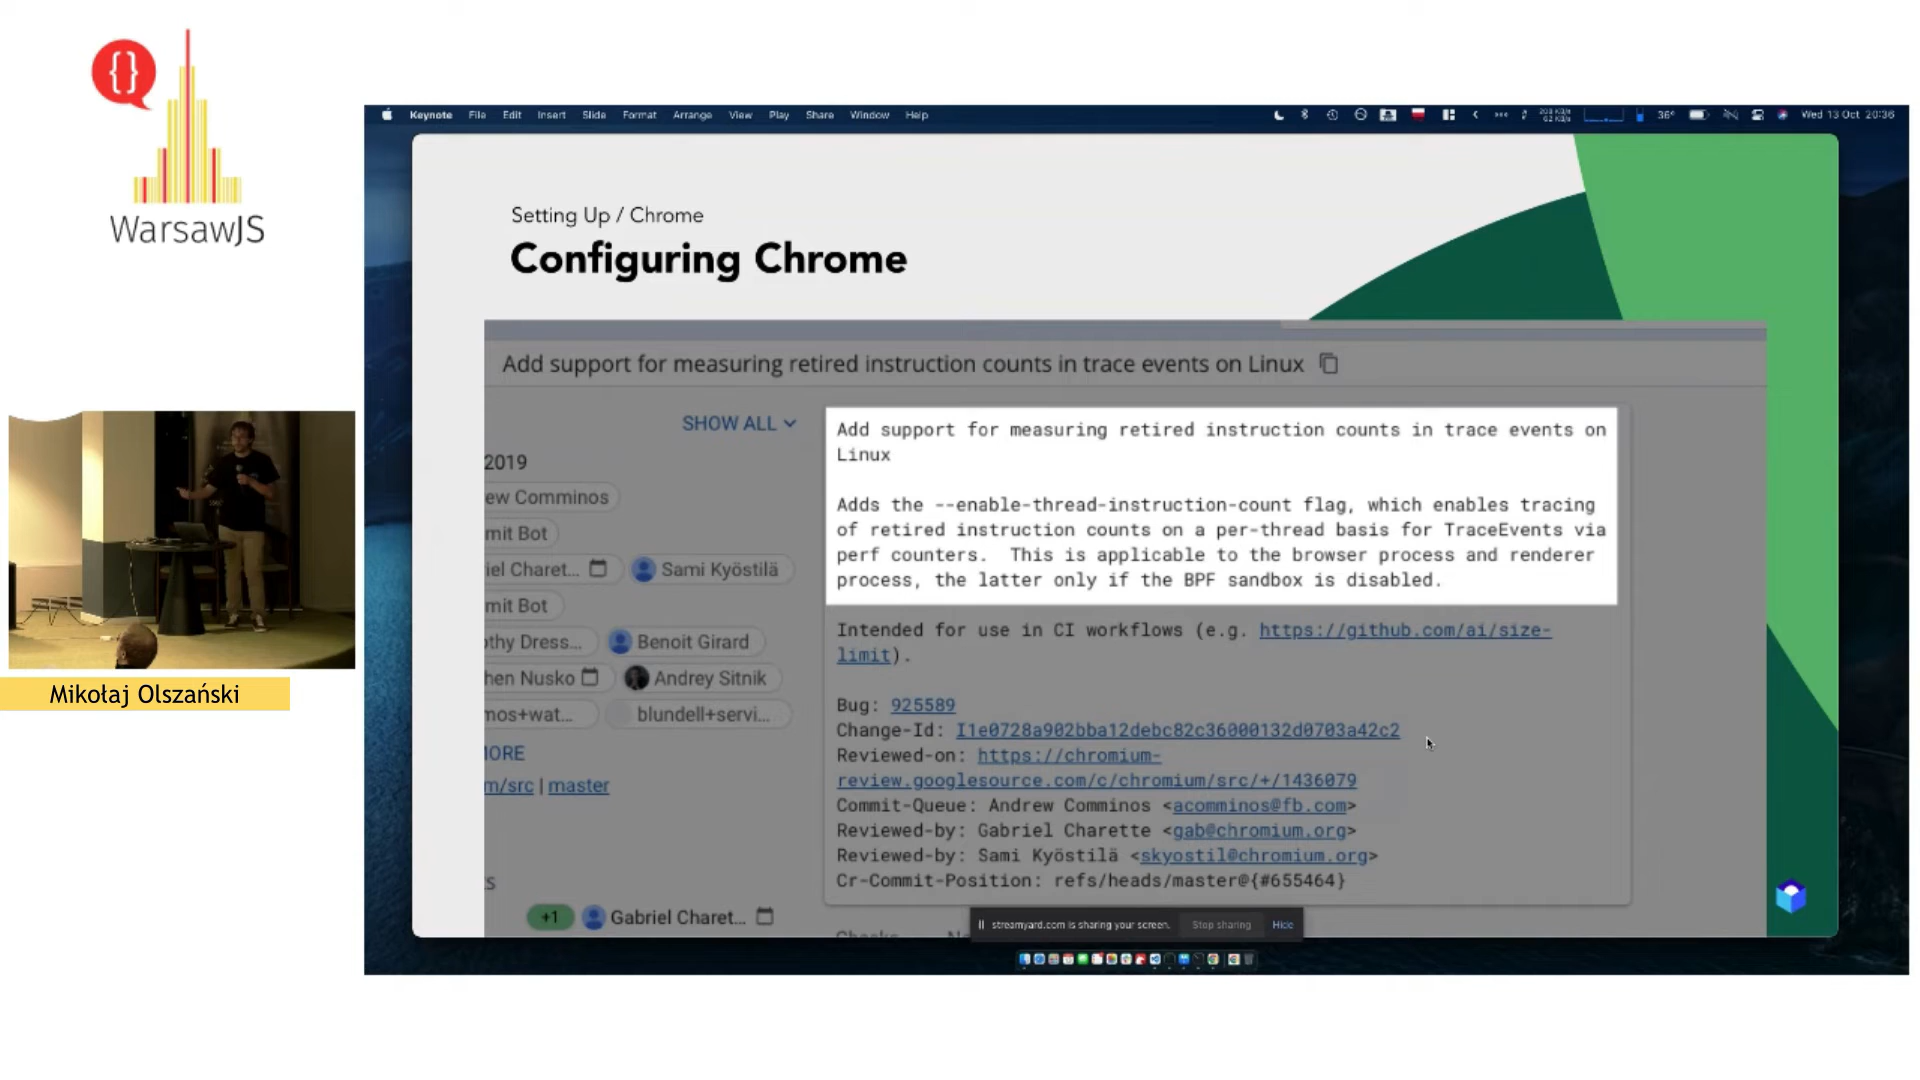 {}
WarsawJS
Mikołaj Olszański
Keynote File Edit Insert Slide Format Arrange View Play Share Window Help
36° Wed 13 Oct 20:36
Setting Up / Chrome
Configuring Chrome
Add support for measuring retired instruction counts in trace events on Linux
SHOW ALL
2019
ew Comminos
mit Bot
iel Charet... Sami Kyöstilä
mit Bot
othy Dress... Benoit Girard
hen Nusko Andrey Sitnik
mos+wat... blundell+servi...
MORE
m/src | master
+1 Gabriel Charet...
Add support for measuring retired instruction counts in trace events on
Linux
Adds the --enable-thread-instruction-count flag, which enables tracing
of retired instruction counts on a per-thread basis for TraceEvents via
perf counters. This is applicable to the browser process and renderer
process, the latter only if the BPF sandbox is disabled.
Intended for use in CI workflows (e.g. https://github.com/ai/size-
limit).
Bug: 925589
Change-Id: I1e0728a902bba12debc82c36000132d0703a42c2
Reviewed-on: https://chromium-
review.googlesource.com/c/chromium/src/+/1436079
Commit-Queue: Andrew Comminos <acomminos@fb.com>
Reviewed-by: Gabriel Charette <gab@chromium.org>
Reviewed-by: Sami Kyöstilä <skyostil@chromium.org>
Cr-Commit-Position: refs/heads/master@{#655464}
streamyard.com is sharing your screen. Stop sharing Hide